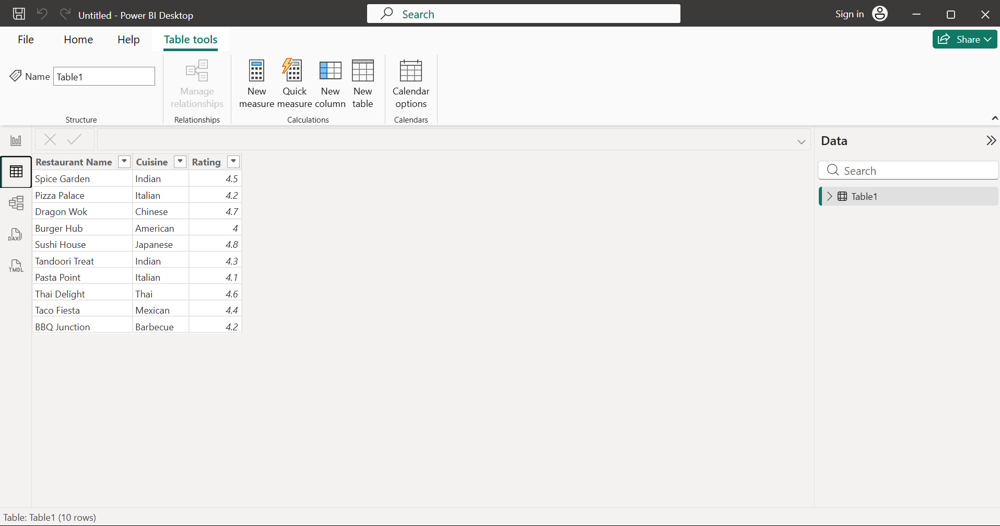 Untitled - Power BI Desktop
Search
Sign in
File
Home
Help
Table tools
Share
Name
Table1
Structure
Manage
relationships
Relationships
New
measure
Quick
measure
New
column
New
table
Calculations
Calendar
options
Calendars
Restaurant Name Cuisine Rating
Spice Garden Indian 4.5
Pizza Palace Italian 4.2
Dragon Wok Chinese 4.7
Burger Hub American 4
Sushi House Japanese 4.8
Tandoori Treat Indian 4.3
Pasta Point Italian 4.1
Thai Delight Thai 4.6
Taco Fiesta Mexican 4.4
BBQ Junction Barbecue 4.2
DAX
TMDL
Data
Search
Table1
Table: Table1 (10 rows)